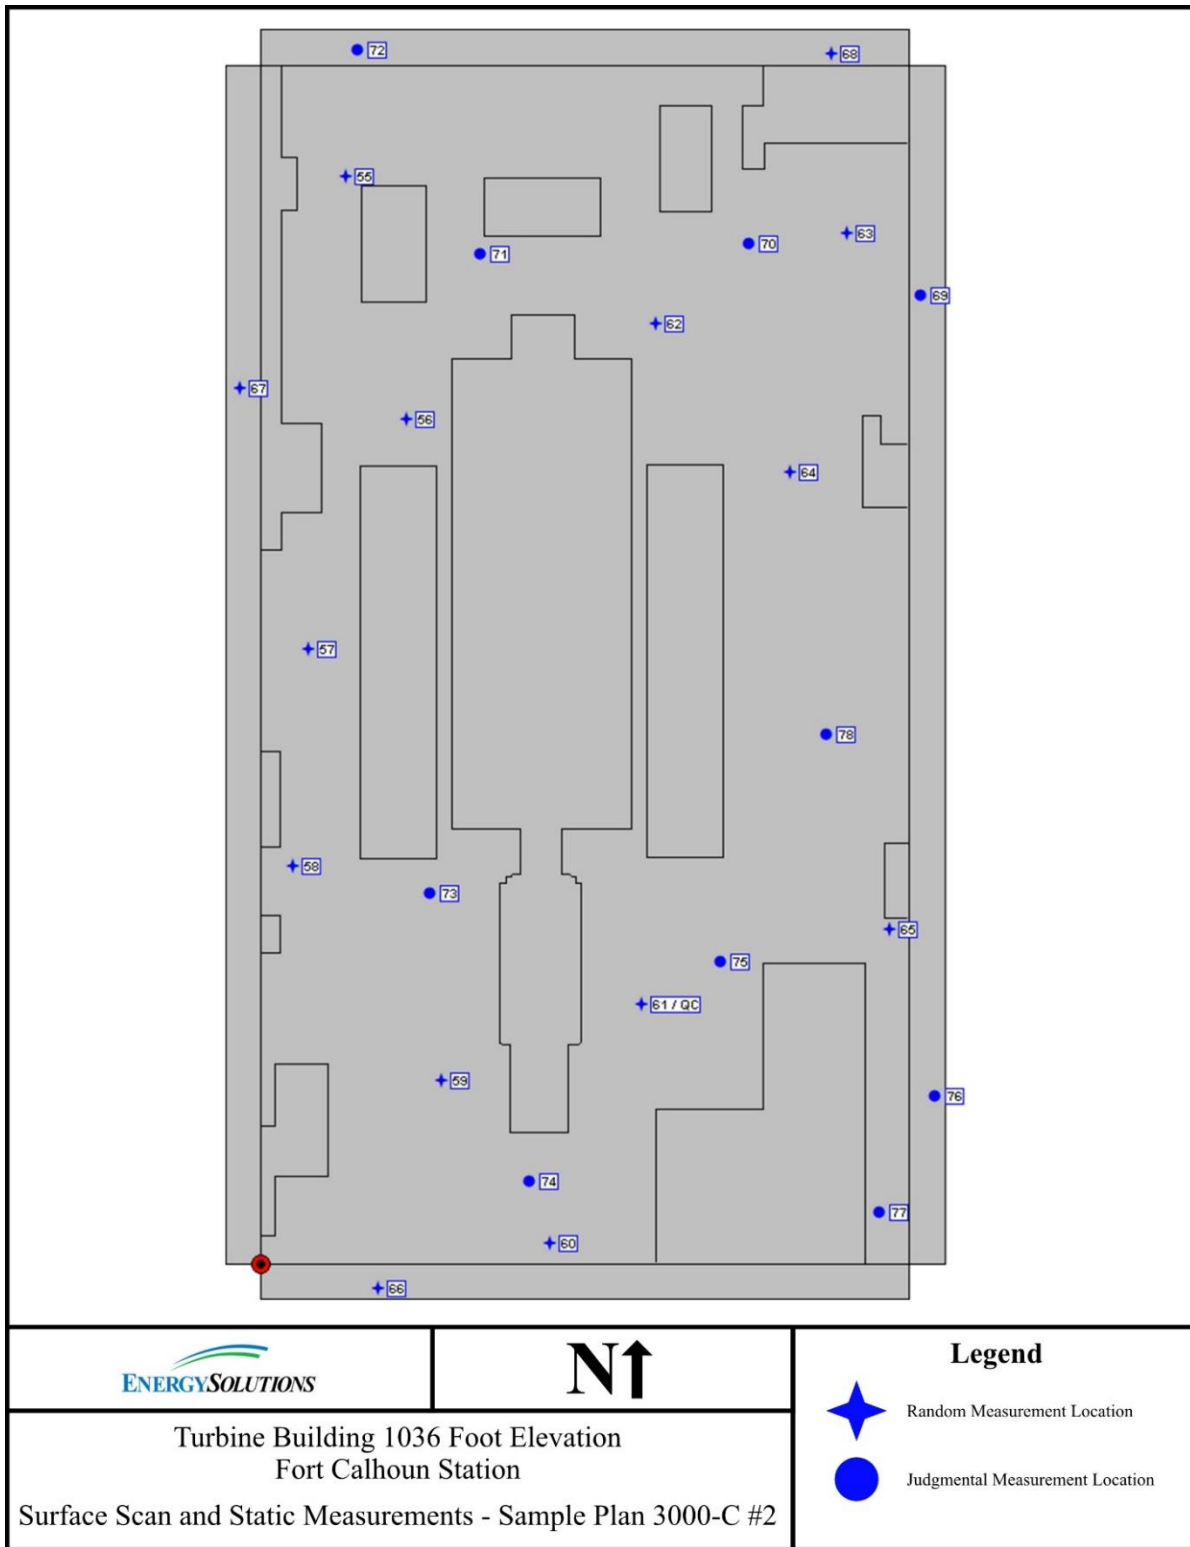 72
68
55
71
70
63
69
62
67
56
64
57
78
58
73
65
75
61 / QC
59
76
74
77
60
66
ENERGYSOLUTIONS
N
Turbine Building 1036 Foot Elevation
Fort Calhoun Station
Surface Scan and Static Measurements - Sample Plan 3000-C #2
Legend
Random Measurement Location
Judgmental Measurement Location